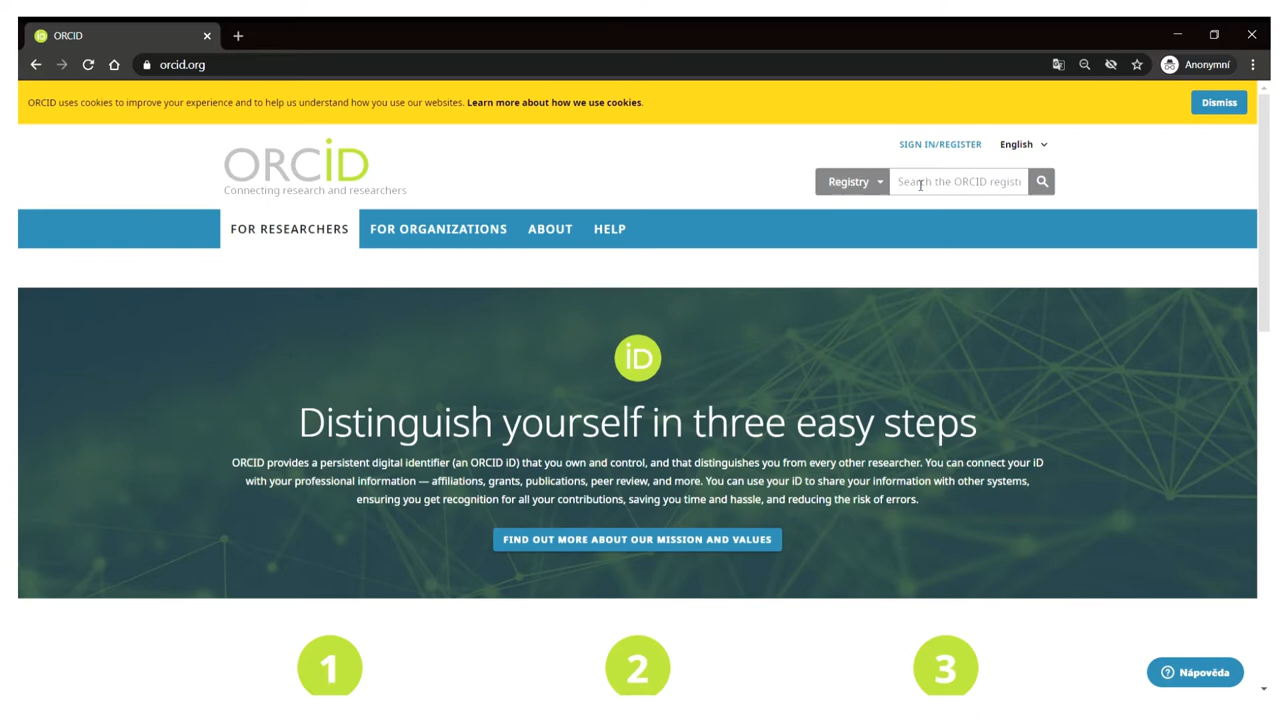 ORCID
orcid.org
Anonymní
ORCID uses cookies to improve your experience and to help us understand how you use our websites. Learn more about how we use cookies.
Dismiss
ORCID
Connecting research and researchers
SIGN IN/REGISTER
English
Registry
Search the ORCID registr
FOR RESEARCHERS
FOR ORGANIZATIONS
ABOUT
HELP
iD
Distinguish yourself in three easy steps
ORCID provides a persistent digital identifier (an ORCID iD) that you own and control, and that distinguishes you from every other researcher. You can connect your iD
with your professional information — affiliations, grants, publications, peer review, and more. You can use your iD to share your information with other systems,
ensuring you get recognition for all your contributions, saving you time and hassle, and reducing the risk of errors.
FIND OUT MORE ABOUT OUR MISSION AND VALUES
1
2
3
Nápověda